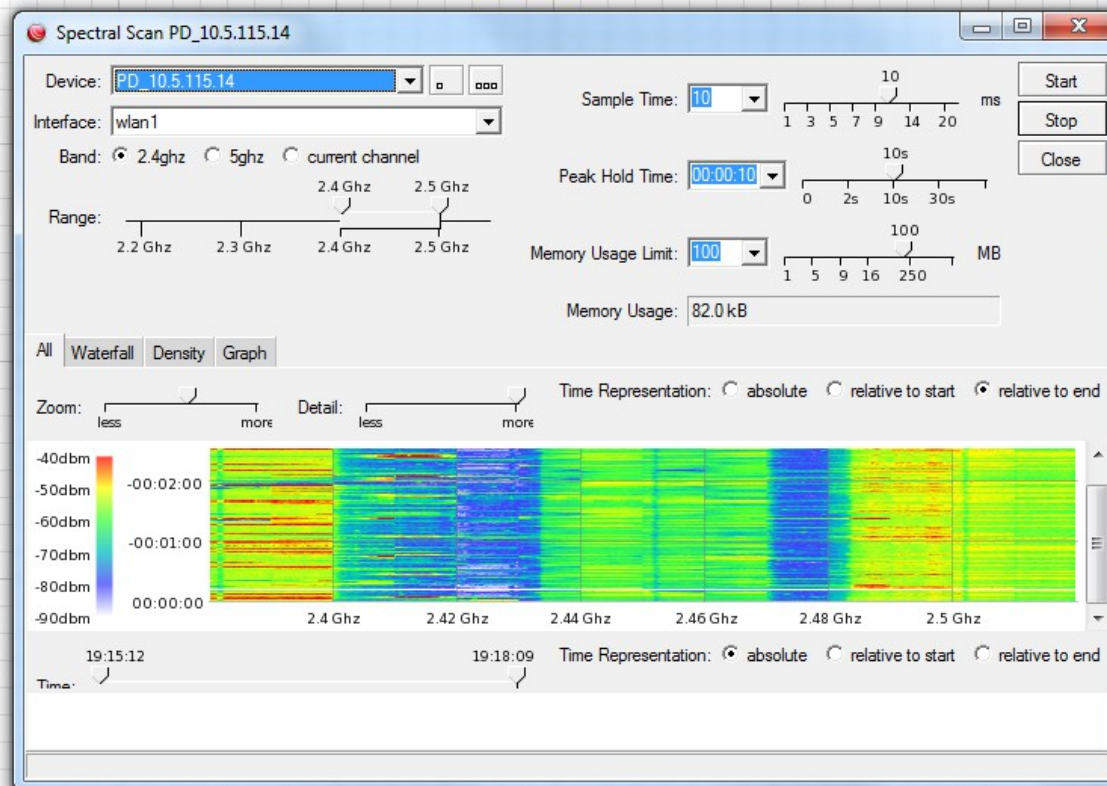 Spectral Scan PD_10.5.115.14
Device: PD_10.5.115.14
Interface: wlan1
Band: 2.4ghz 5ghz current channel
2.4 Ghz 2.5 Ghz
Range:
2.2 Ghz 2.3 Ghz 2.4 Ghz 2.5 Ghz
10
Sample Time: 10 ms
1 3 5 7 9 14 20
10s
Peak Hold Time: 00:00:10
0 2s 10s 30s
100
Memory Usage Limit: 100 MB
1 5 9 16 250
Memory Usage: 82.0 kB
Start
Stop
Close
All Waterfall Density Graph
Zoom: less more
Detail: less more
Time Representation: absolute relative to start relative to end
-40dbm
-50dbm
-60dbm
-70dbm
-80dbm
-90dbm
-00:02:00
-00:01:00
00:00:00
2.4 Ghz 2.42 Ghz 2.44 Ghz 2.46 Ghz 2.48 Ghz 2.5 Ghz
19:15:12 19:18:09
Time Representation: absolute relative to start relative to end
Time: